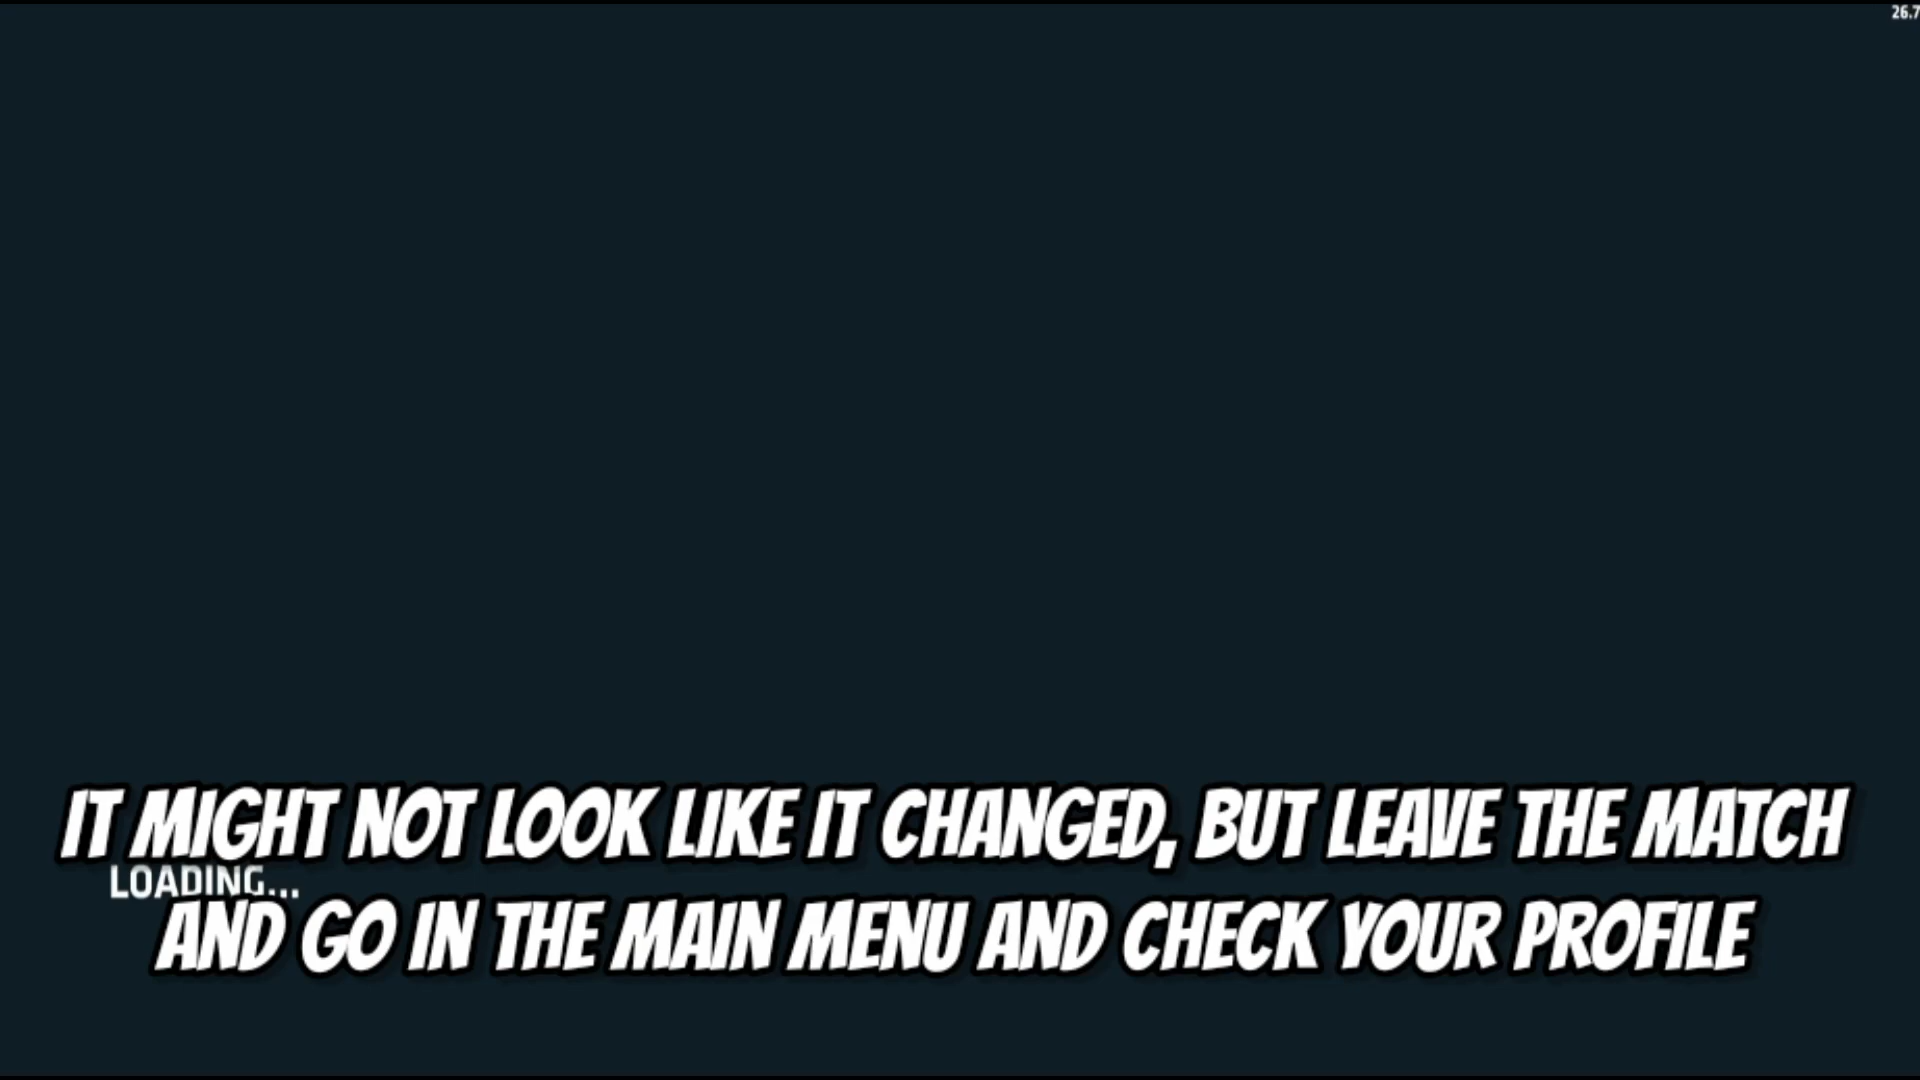 26.7
IT MIGHT NOT LOOK LIKE IT CHANGED, BUT LEAVE THE MATCH
LOADING...
AND GO IN THE MAIN MENU AND CHECK YOUR PROFILE